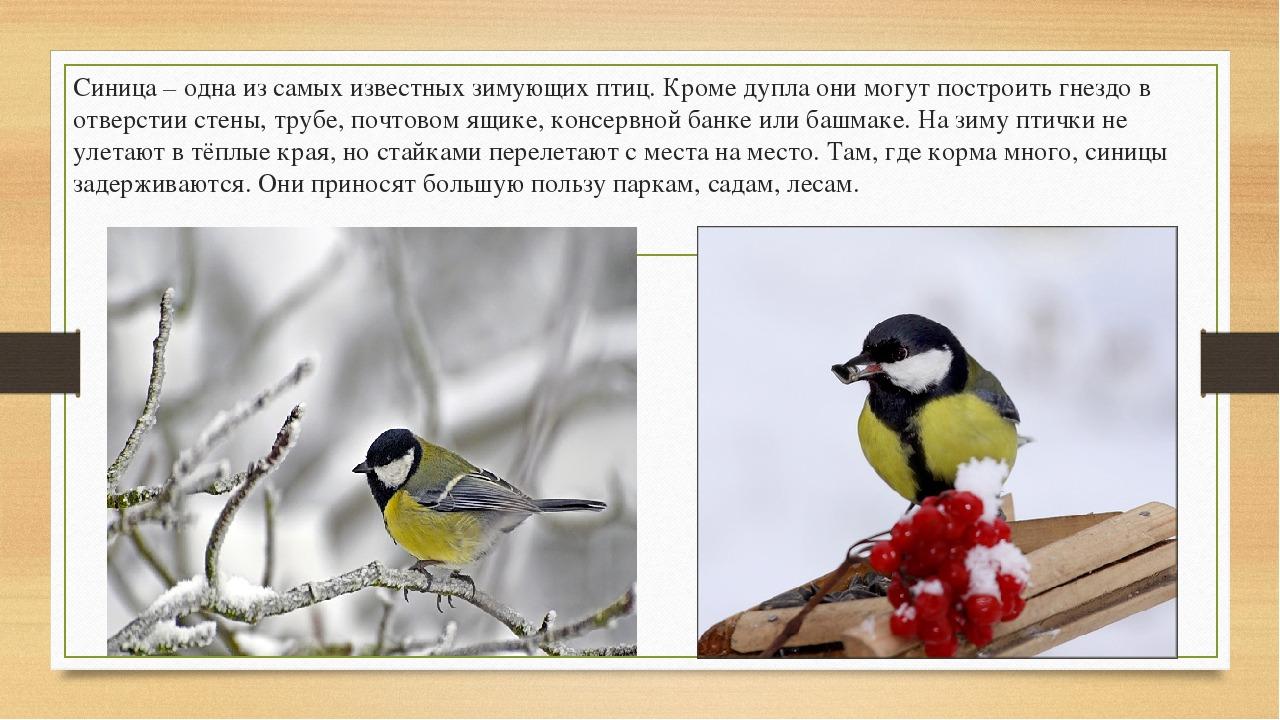 Синица – одна из самых известных зимующих птиц. Кроме дупла они могут построить гнездо в
отверстии стены, трубе, почтовом ящике, консервной банке или башмаке. На зиму птички не
улетают в тёплые края, но стайками перелетают с места на место. Там, где корма много, синицы
задерживаются. Они приносят большую пользу паркам, садам, лесам.